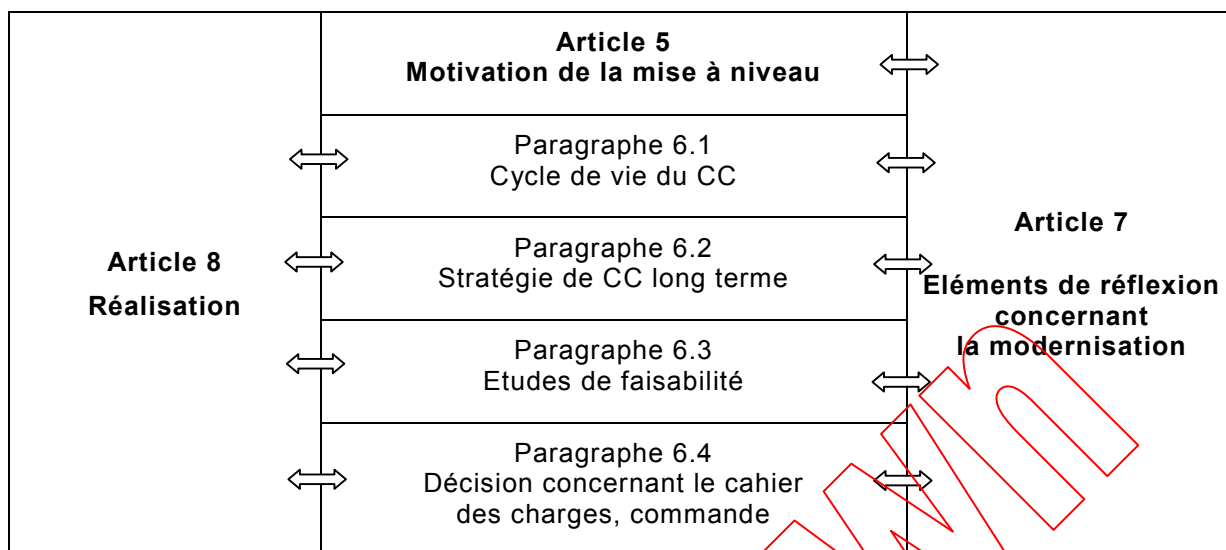 Article 5
Motivation de la mise à niveau
Paragraphe 6.1
Cycle de vie du CC
Paragraphe 6.2
Stratégie de CC long terme
Paragraphe 6.3
Etudes de faisabilité
Paragraphe 6.4
Décision concernant le cahier
des charges, commande
Article 8
Réalisation
Article 7
Eléments de réflexion
concernant
la modernisation